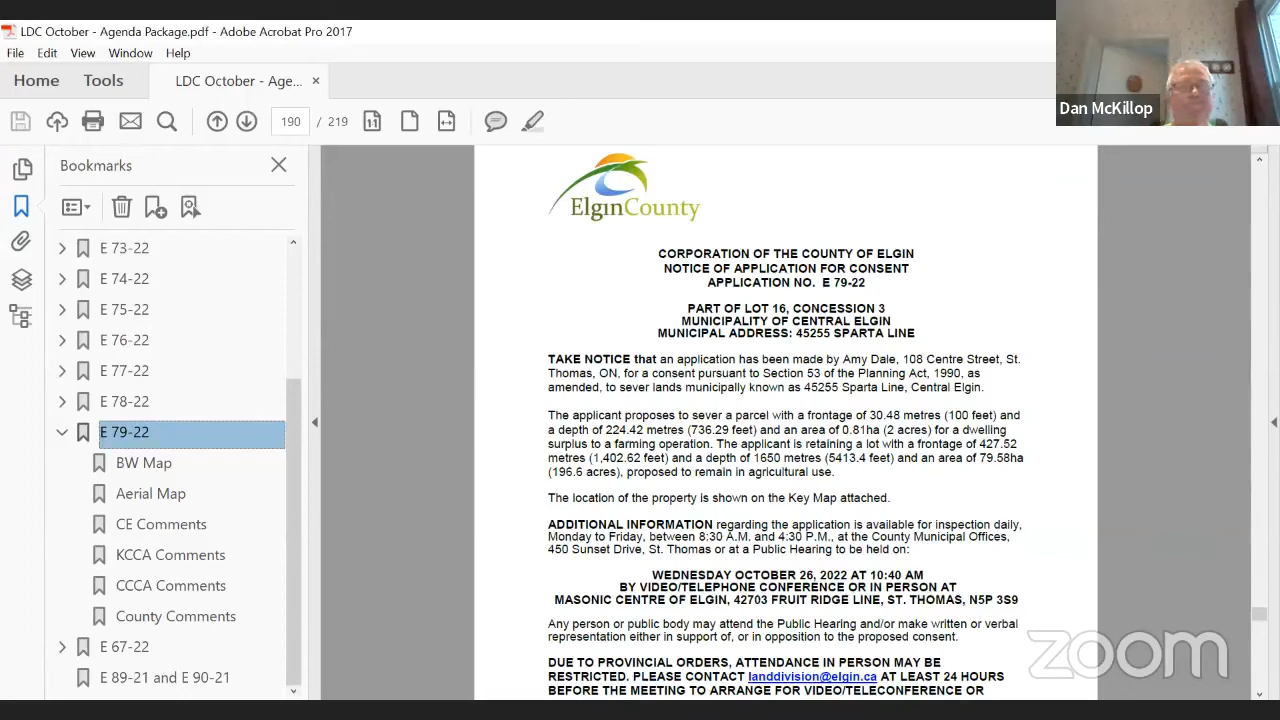 LDC October - Agenda Package.pdf - Adobe Acrobat Pro 2017
File Edit View Window Help
Home Tools LDC October - Age... ×
190 / 219
Dan McKillop
Bookmarks
E 73-22
E 74-22
E 75-22
E 76-22
E 77-22
E 78-22
E 79-22
BW Map
Aerial Map
CE Comments
KCCA Comments
CCCA Comments
County Comments
E 67-22
E 89-21 and E 90-21
ElginCounty
CORPORATION OF THE COUNTY OF ELGIN
NOTICE OF APPLICATION FOR CONSENT
APPLICATION NO. E 79-22
PART OF LOT 16, CONCESSION 3
MUNICIPALITY OF CENTRAL ELGIN
MUNICIPAL ADDRESS: 45255 SPARTA LINE
TAKE NOTICE that an application has been made by Amy Dale, 108 Centre Street, St.
Thomas, ON, for a consent pursuant to Section 53 of the Planning Act, 1990, as
amended, to sever lands municipally known as 45255 Sparta Line, Central Elgin.
The applicant proposes to sever a parcel with a frontage of 30.48 metres (100 feet) and
a depth of 224.42 metres (736.29 feet) and an area of 0.81ha (2 acres) for a dwelling
surplus to a farming operation. The applicant is retaining a lot with a frontage of 427.52
metres (1,402.62 feet) and a depth of 1650 metres (5413.4 feet) and an area of 79.58ha
(196.6 acres), proposed to remain in agricultural use.
The location of the property is shown on the Key Map attached.
ADDITIONAL INFORMATION regarding the application is available for inspection daily,
Monday to Friday, between 8:30 A.M. and 4:30 P.M., at the County Municipal Offices,
450 Sunset Drive, St. Thomas or at a Public Hearing to be held on:
WEDNESDAY OCTOBER 26, 2022 AT 10:40 AM
BY VIDEO/TELEPHONE CONFERENCE OR IN PERSON AT
MASONIC CENTRE OF ELGIN, 42703 FRUIT RIDGE LINE, ST. THOMAS, N5P 3S9
Any person or public body may attend the Public Hearing and/or make written or verbal
representation either in support of, or in opposition to the proposed consent.
DUE TO PROVINCIAL ORDERS, ATTENDANCE IN PERSON MAY BE
RESTRICTED. PLEASE CONTACT landdivision@elgin.ca AT LEAST 24 HOURS
BEFORE THE MEETING TO ARRANGE FOR VIDEO/TELECONFERENCE OR
zoom